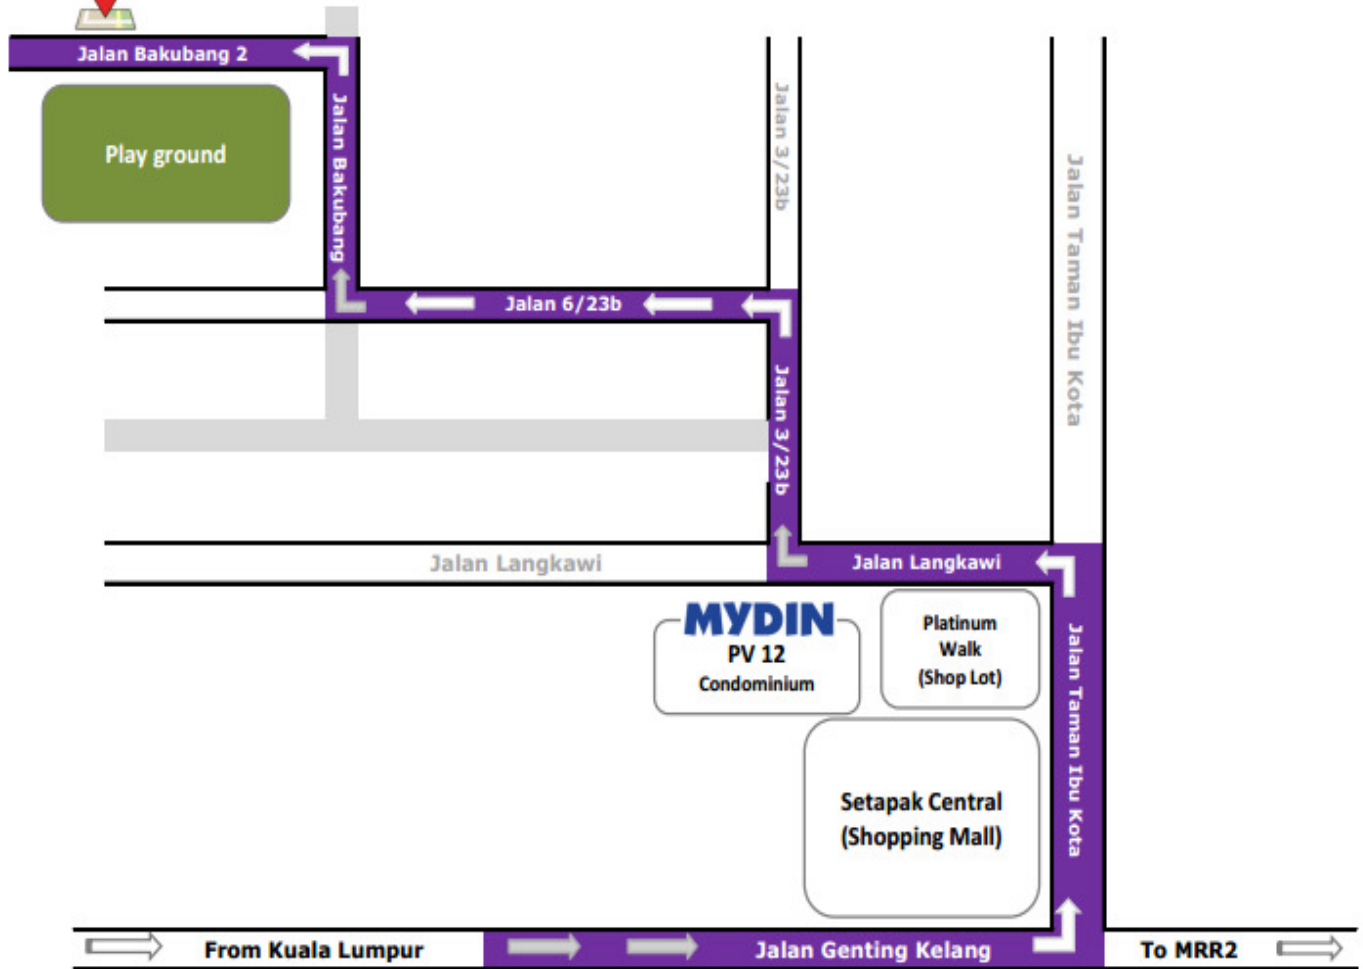 Jalan Bakubang 2
Play ground
Jalan Bakubang
Jalan 3/23b
Jalan Taman Ibu Kota
Jalan 6/23b
Jalan 3/23b
Jalan Langkawi
Jalan Langkawi
MYDIN
PV 12
Condominium
Platinum
Walk
(Shop Lot)
Jalan Taman Ibu Kota
Setapak Central
(Shopping Mall)
From Kuala Lumpur
Jalan Genting Kelang
To MRR2